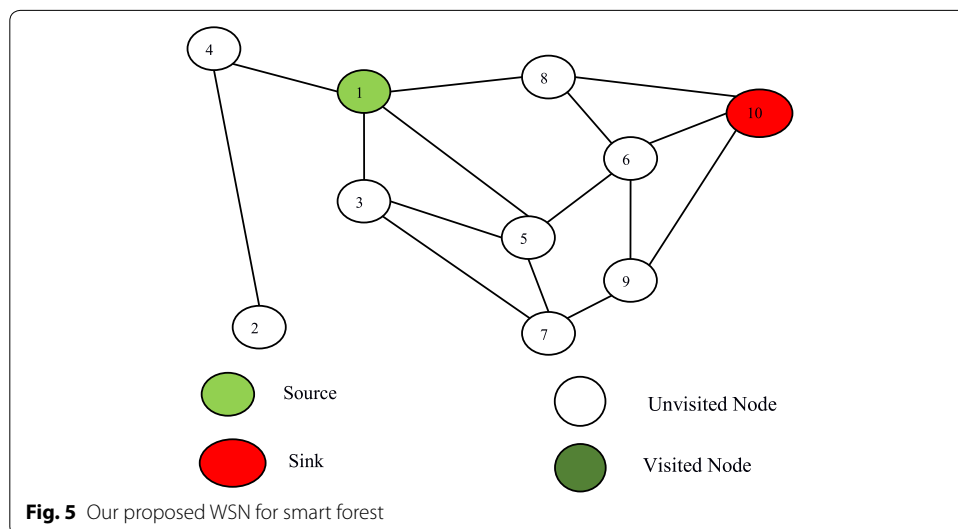 4
1
8
10
6
3
5
9
7
2
Source
Unvisited Node
Sink
Visited Node
Fig. 5 Our proposed WSN for smart forest